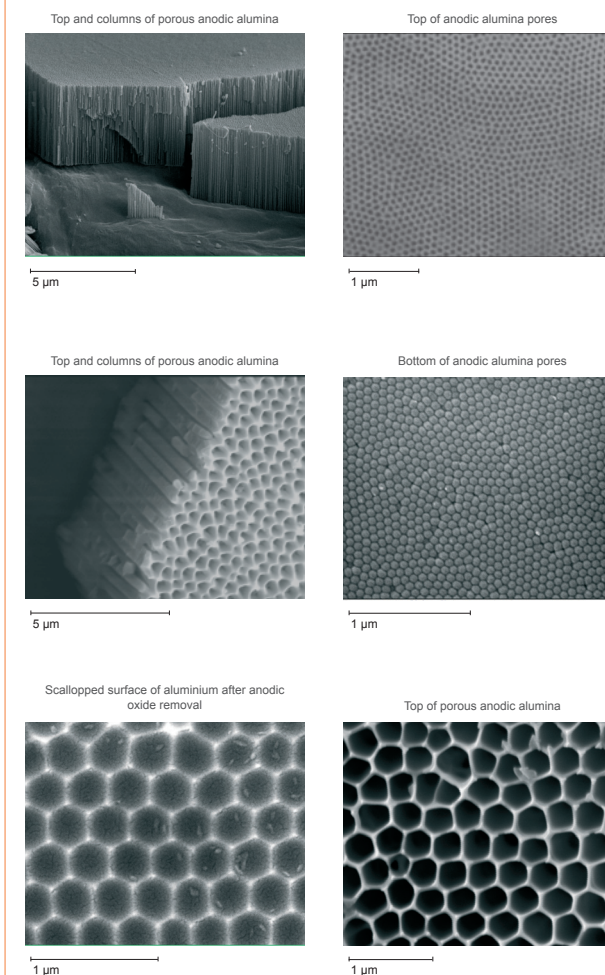 Top and columns of porous anodic alumina
Top of anodic alumina pores
5 µm
1 µm
Top and columns of porous anodic alumina
Bottom of anodic alumina pores
5 µm
1 µm
Scallopped surface of aluminium after anodic
oxide removal
Top of porous anodic alumina
1 µm
1 µm